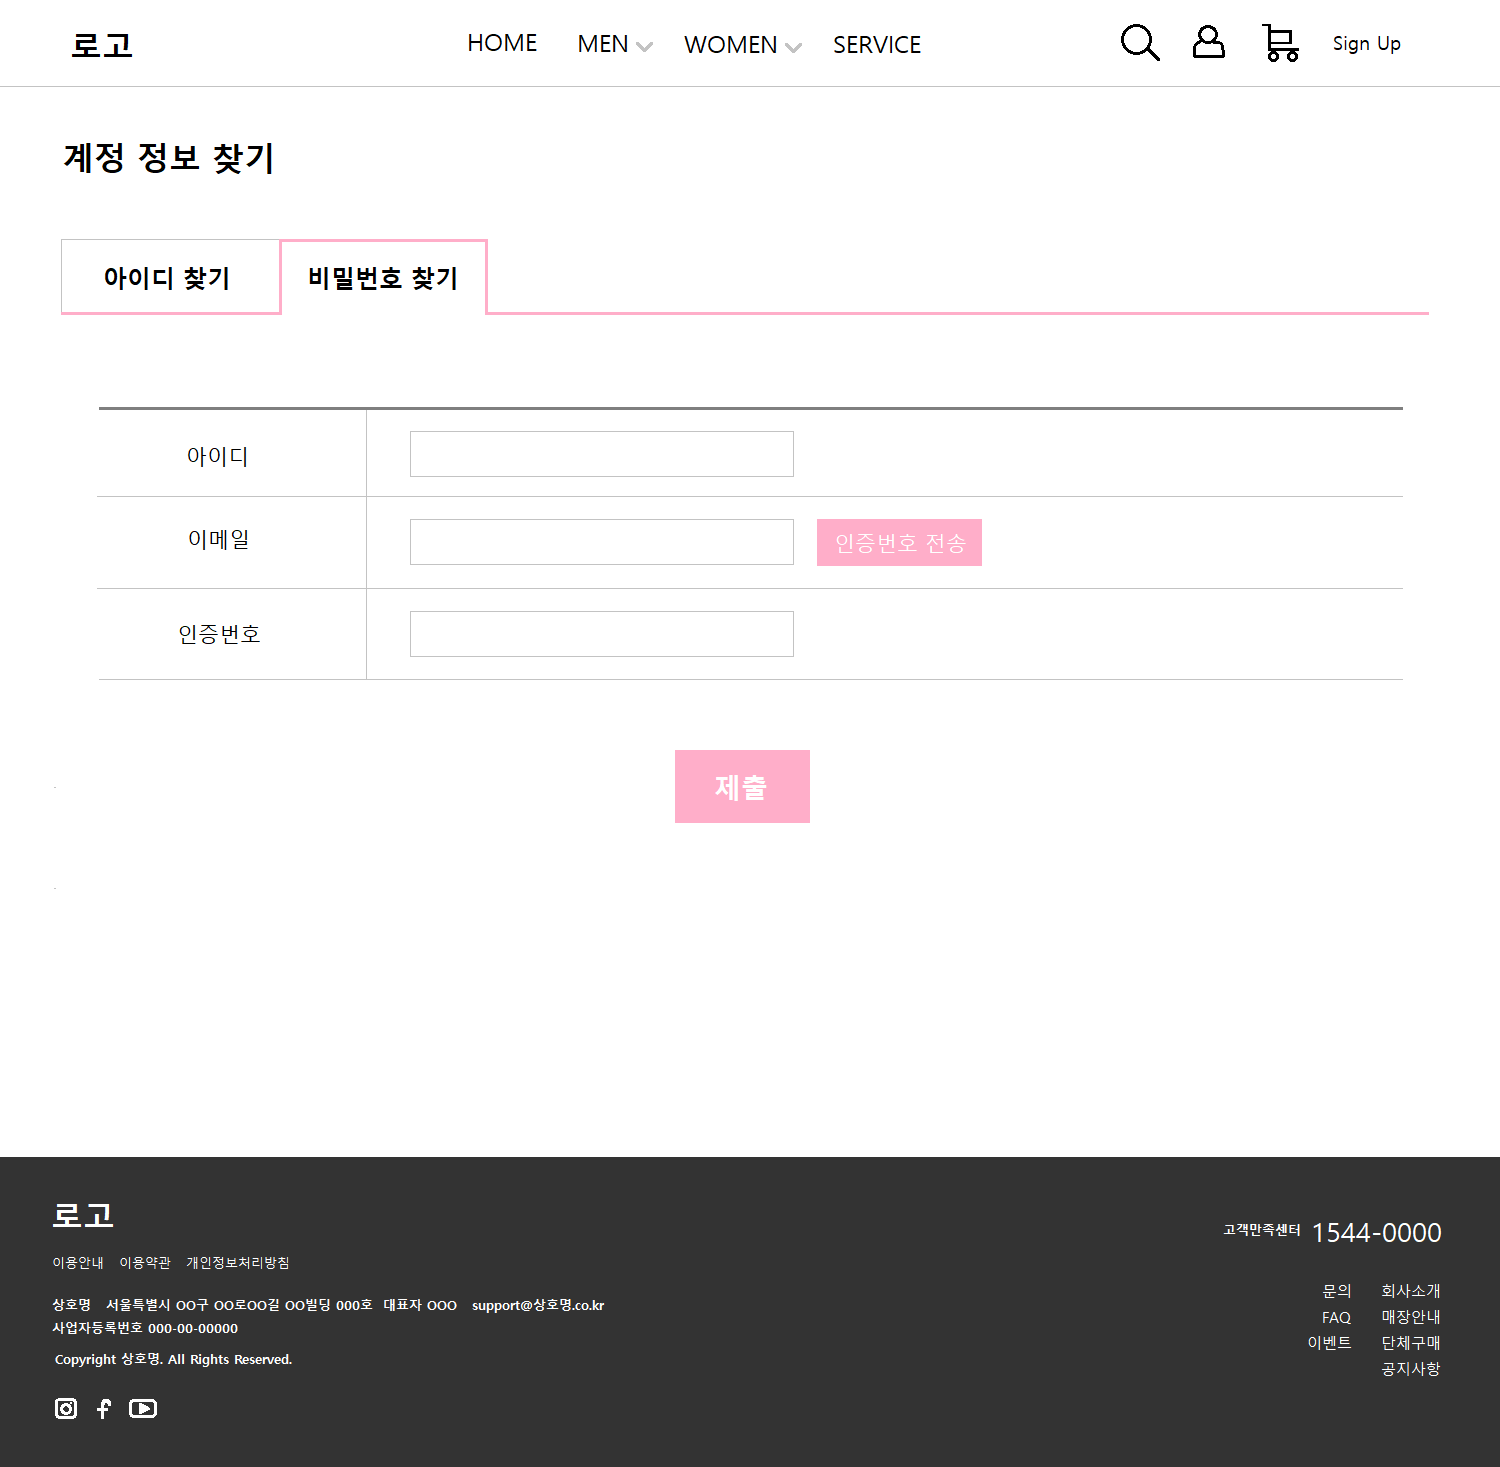 로고
HOME MEN WOMEN SERVICE
Sign Up
계정 정보 찾기
아이디 찾기 비밀번호 찾기
아이디
이메일 인증번호 전송
인증번호
제출
로고
이용안내 이용약관 개인정보처리방침
상호명 서울특별시 OO구 OO로OO길 OO빌딩 000호 대표자 OOO support@상호명.co.kr
사업자등록번호 000-00-00000
Copyright 상호명. All Rights Reserved.
고객만족센터 1544-0000
문의 회사소개
FAQ 매장안내
이벤트 단체구매
공지사항